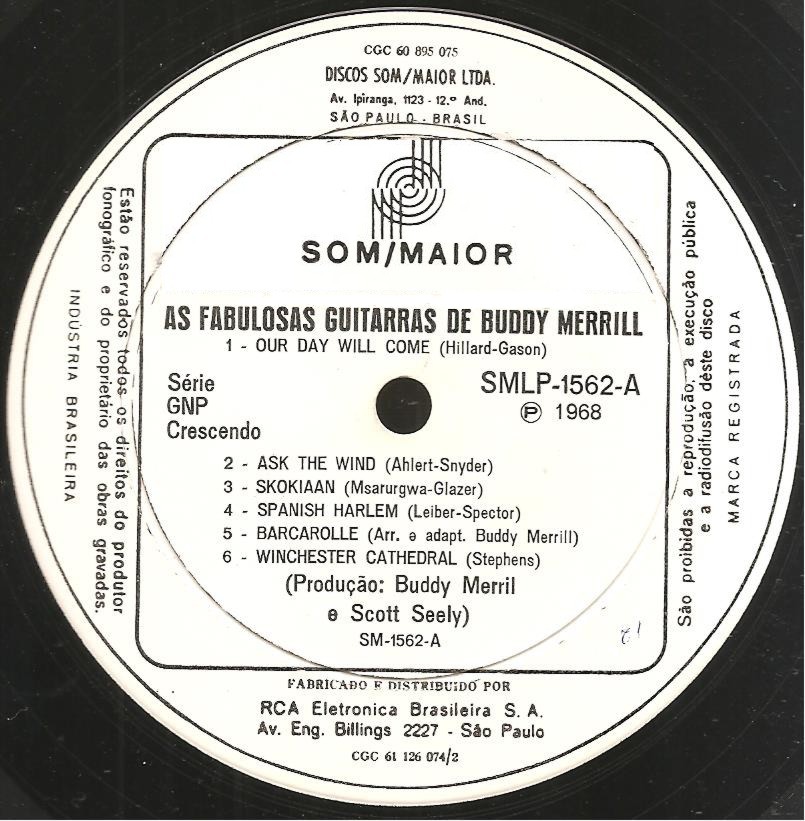 CGC 60 895 075
DISCOS SOM/MAIOR LTDA.
Av. Ipiranga, 1123 - 12.º And.
SÃO PAULO - BRASIL
SOM/MAIOR
AS FABULOSAS GUITARRAS DE BUDDY MERRILL
1 - OUR DAY WILL COME (Hillard-Gason)
Série
GNP
Crescendo
SMLP-1562-A
Ⓟ 1968
2 - ASK THE WIND (Ahlert-Snyder)
3 - SKOKIAAN (Msarurgwa-Glazer)
4 - SPANISH HARLEM (Leiber-Spector)
5 - BARCAROLLE (Arr. e adapt. Buddy Merrill)
6 - WINCHESTER CATHEDRAL (Stephens)
(Produção: Buddy Merril
e Scott Seely)
SM-1562-A
FABRICADO E DISTRIBUIDO POR
RCA Eletronica Brasileira S. A.
Av. Eng. Billings 2227 - São Paulo
CGC 61 126 074/2
Estão reservados todos os direitos do produtor
fonográfico e do proprietário das obras gravadas.
INDÚSTRIA BRASILEIRA
São proibidas a reprodução, a execução pública
e a radiodifusão dêste disco
MARCA REGISTRADA